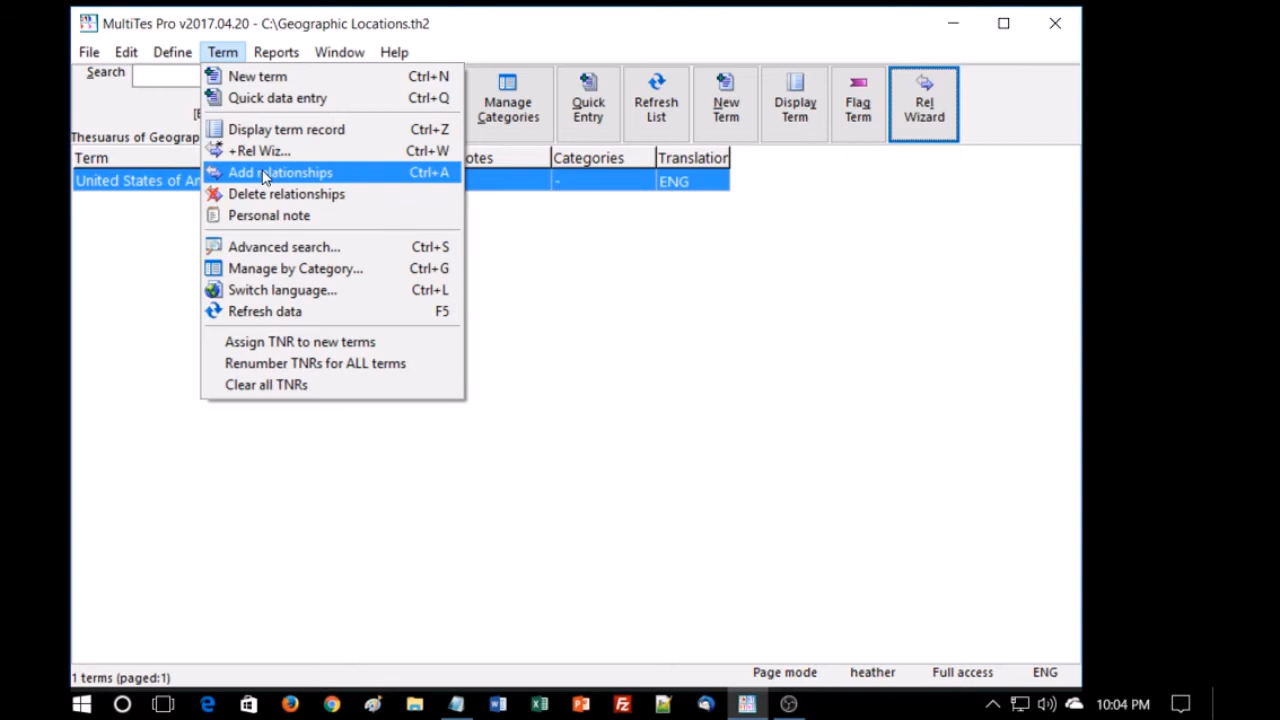 MultiTes Pro v2017.04.20 - C:\Geographic Locations.th2
File Edit Define Term Reports Window Help
Search
New term Ctrl+N
Quick data entry Ctrl+Q
Display term record Ctrl+Z
+Rel Wiz... Ctrl+W
Add relationships Ctrl+A
Delete relationships
Personal note
Advanced search... Ctrl+S
Manage by Category... Ctrl+G
Switch language... Ctrl+L
Refresh data F5
Assign TNR to new terms
Renumber TNRs for ALL terms
Clear all TNRs
Manage Categories
Quick Entry
Refresh List
New Term
Display Term
Flag Term
Rel Wizard
Thesuarus of Geograp
Term otes Categories Translation
United States of Am - ENG
1 terms (paged:1) Page mode heather Full access ENG
10:04 PM